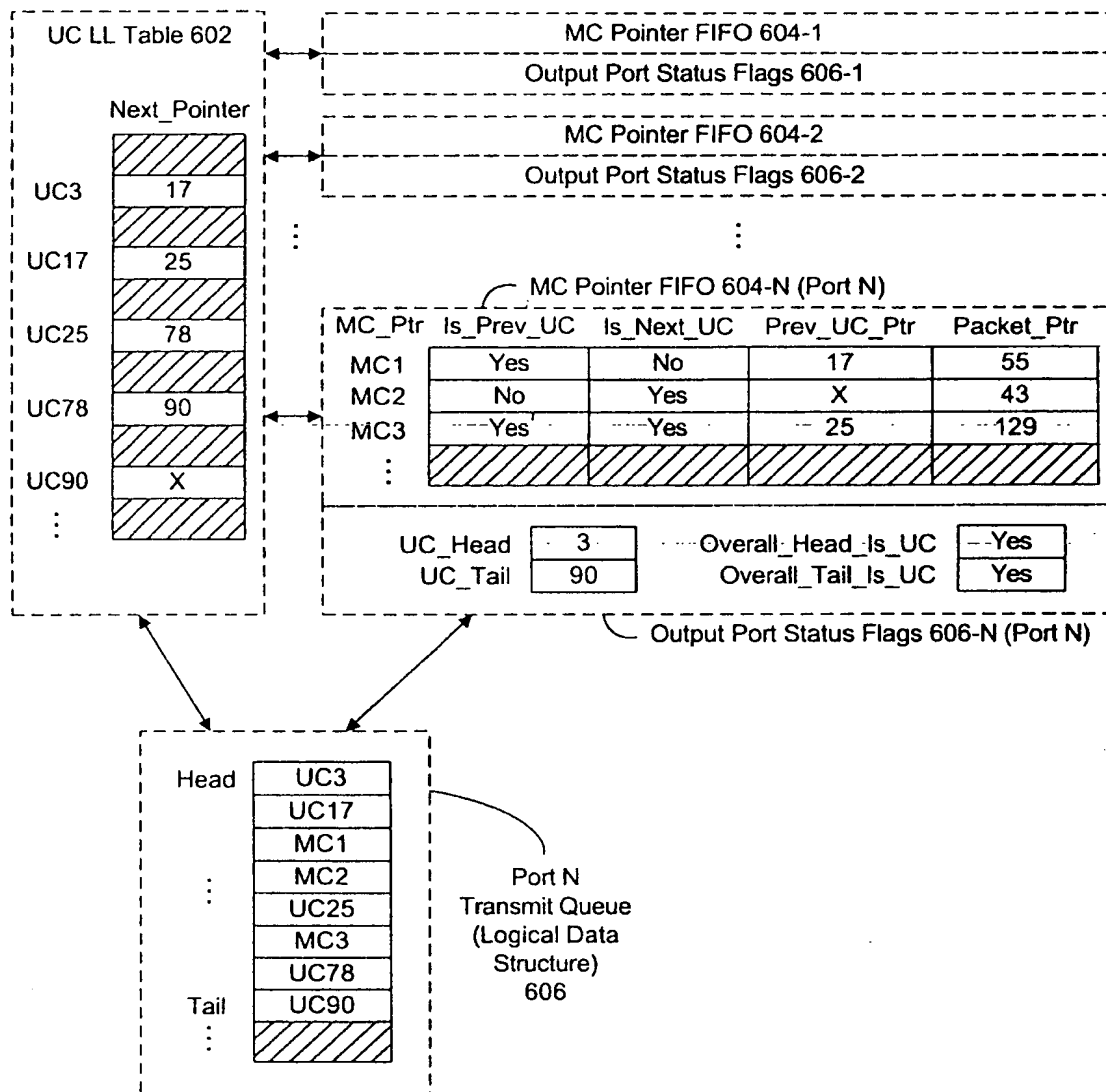 UC LL Table 602
Next_Pointer
UC3 17
UC17 25
UC25 78
UC78 90
UC90 X
MC Pointer FIFO 604-1
Output Port Status Flags 606-1
MC Pointer FIFO 604-2
Output Port Status Flags 606-2
MC Pointer FIFO 604-N (Port N)
MC_Ptr Is_Prev_UC Is_Next_UC Prev_UC_Ptr Packet_Ptr
MC1 Yes No 17 55
MC2 No Yes X 43
MC3 Yes Yes 25 129
UC_Head 3 Overall_Head_Is_UC Yes
UC_Tail 90 Overall_Tail_Is_UC Yes
Output Port Status Flags 606-N (Port N)
Head UC3
UC17
MC1
MC2
UC25
MC3
UC78
Tail UC90
Port N
Transmit Queue
(Logical Data
Structure)
606